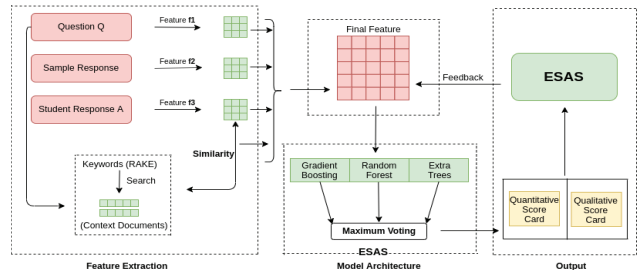 Question Q
Feature f1
Sample Response
Feature f2
Student Response A
Feature f3
Similarity
Keywords (RAKE)
Search
(Context Documents)
Feature Extraction
Final Feature
Gradient
Boosting
Random
Forest
Extra
Trees
Maximum Voting
ESAS
Model Architecture
Feedback
ESAS
Quantitative
Score
Card
Qualitative
Score
Card
Output